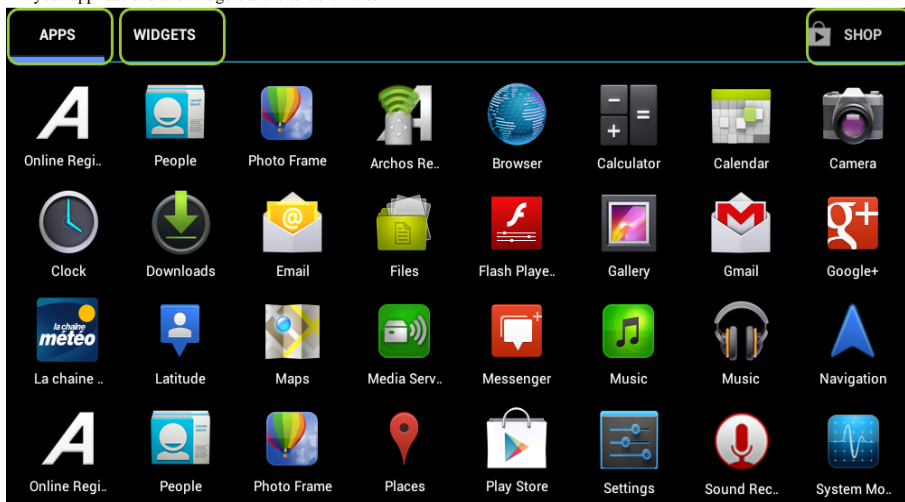 APPS WIDGETS SHOP
Online Regi.. People Photo Frame Archos Re.. Browser Calculator Calendar Camera
Clock Downloads Email Files Flash Playe.. Gallery Gmail Google+
la chaîne
météo
La chaine .. Latitude Maps Media Serv.. Messenger Music Music Navigation
Online Regi.. People Photo Frame Places Play Store Settings Sound Rec.. System Mo..